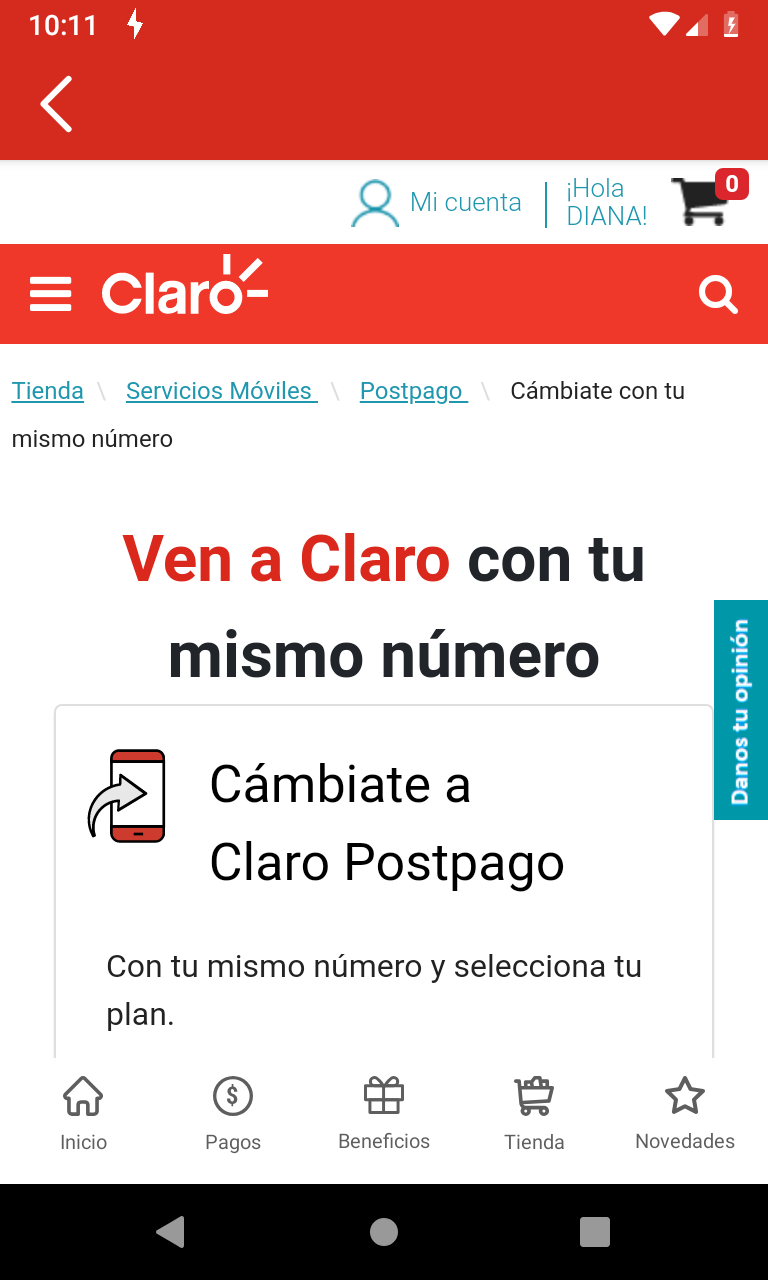 10:11
Mi cuenta
¡Hola
DIANA!
0
Claro
Tienda \ Servicios Móviles \ Postpago \ Cámbiate con tu
mismo número
Ven a Claro con tu
mismo número
Danos tu opinión
Cámbiate a
Claro Postpago
Con tu mismo número y selecciona tu
plan.
Inicio
Pagos
Beneficios
Tienda
Novedades